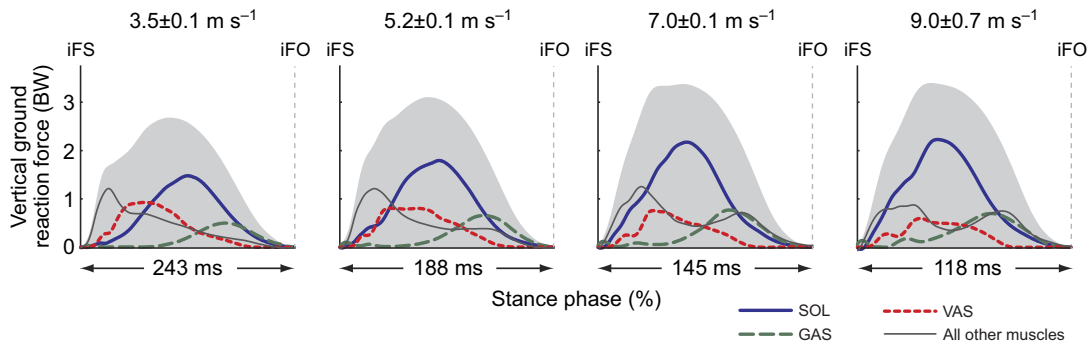 3.5±0.1 m s⁻¹ 5.2±0.1 m s⁻¹ 7.0±0.1 m s⁻¹ 9.0±0.7 m s⁻¹
iFS iFO iFS iFO iFS iFO
Vertical ground
reaction force (BW)
3
2
1
0
243 ms 188 ms 145 ms 118 ms
Stance phase (%)
SOL VAS
GAS All other muscles